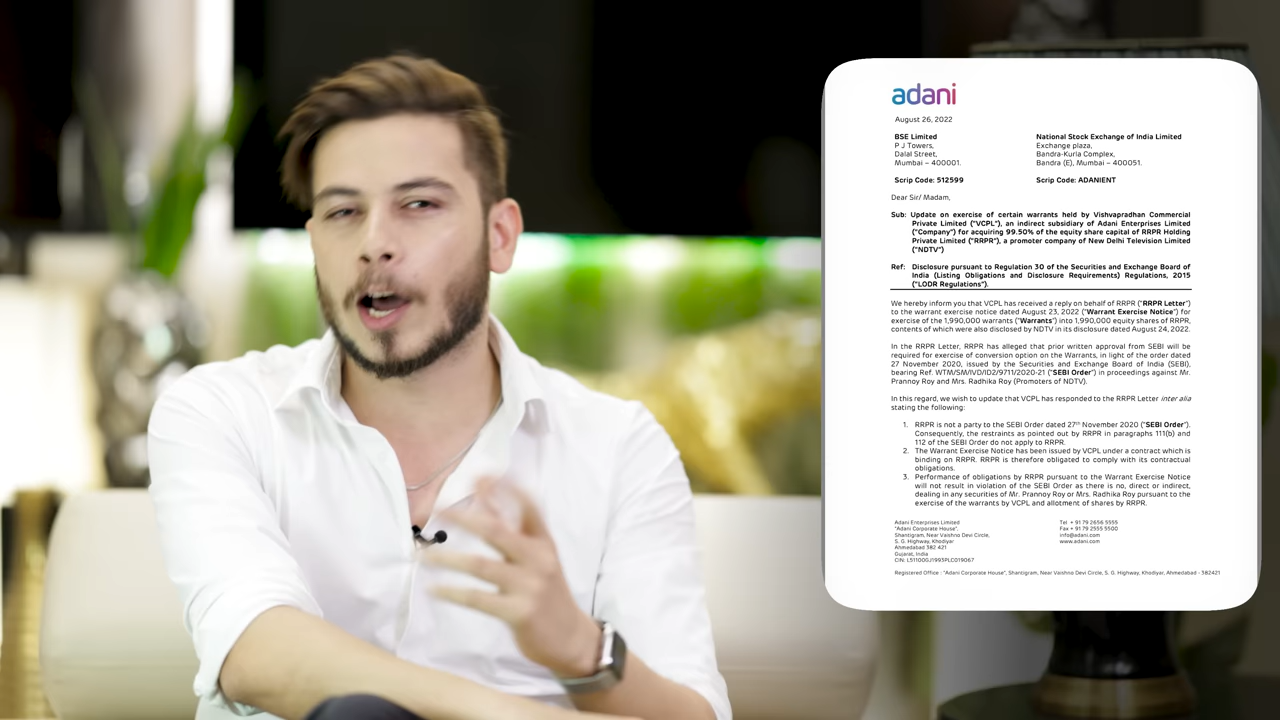 adani
August 26, 2022
BSE Limited
P J Towers,
Dalal Street,
Mumbai – 400001.
Scrip Code: 512599
National Stock Exchange of India Limited
Exchange plaza,
Bandra-Kurla Complex,
Bandra (E), Mumbai – 400051.
Scrip Code: ADANIENT
Dear Sir/ Madam,
Sub: Update on exercise of certain warrants held by Vishvapradhan Commercial
Private Limited ("VCPL"), an indirect subsidiary of Adani Enterprises Limited
("Company") for acquiring 99.50% of the equity share capital of RRPR Holding
Private Limited ("RRPR"), a promoter company of New Delhi Television Limited
("NDTV")
Ref: Disclosure pursuant to Regulation 30 of the Securities and Exchange Board of
India (Listing Obligations and Disclosure Requirements) Regulations, 2015
("LODR Regulations").
We hereby inform you that VCPL has received a reply on behalf of RRPR ("RRPR Letter")
to the warrant exercise notice dated August 23, 2022 ("Warrant Exercise Notice") for
exercise of the 1,990,000 warrants ("Warrants") into 1,990,000 equity shares of RRPR,
contents of which were also disclosed by NDTV in its disclosure dated August 24, 2022.
In the RRPR Letter, RRPR has alleged that prior written approval from SEBI will be
required for exercise of conversion option on the Warrants, in light of the order dated
27 November 2020, issued by the Securities and Exchange Board of India (SEBI),
bearing Ref. WTM/SM/IVD/ID2/9711/2020-21 ("SEBI Order") in proceedings against Mr.
Prannoy Roy and Mrs. Radhika Roy (Promoters of NDTV).
In this regard, we wish to update that VCPL has responded to the RRPR Letter inter alia
stating the following:
1. RRPR is not a party to the SEBI Order dated 27th November 2020 ("SEBI Order").
Consequently, the restraints as pointed out by RRPR in paragraphs 111(b) and
112 of the SEBI Order do not apply to RRPR.
2. The Warrant Exercise Notice has been issued by VCPL under a contract which is
binding on RRPR. RRPR is therefore obligated to comply with its contractual
obligations.
3. Performance of obligations by RRPR pursuant to the Warrant Exercise Notice
will not result in violation of the SEBI Order as there is no, direct or indirect,
dealing in any securities of Mr. Prannoy Roy or Mrs. Radhika Roy pursuant to the
exercise of the warrants by VCPL and allotment of shares by RRPR.
Adani Enterprises Limited
"Adani Corporate House",
Shantigram, Near Vaishno Devi Circle,
S. G. Highway, Khodiyar
Ahmedabad 382 421
Gujarat, India
CIN: L51100GJ1993PLC019067
Tel + 91 79 2656 5555
Fax + 91 79 2555 5500
info@adani.com
www.adani.com
Registered Office : "Adani Corporate House", Shantigram, Near Vaishno Devi Circle, S. G. Highway, Khodiyar, Ahmedabad - 382421